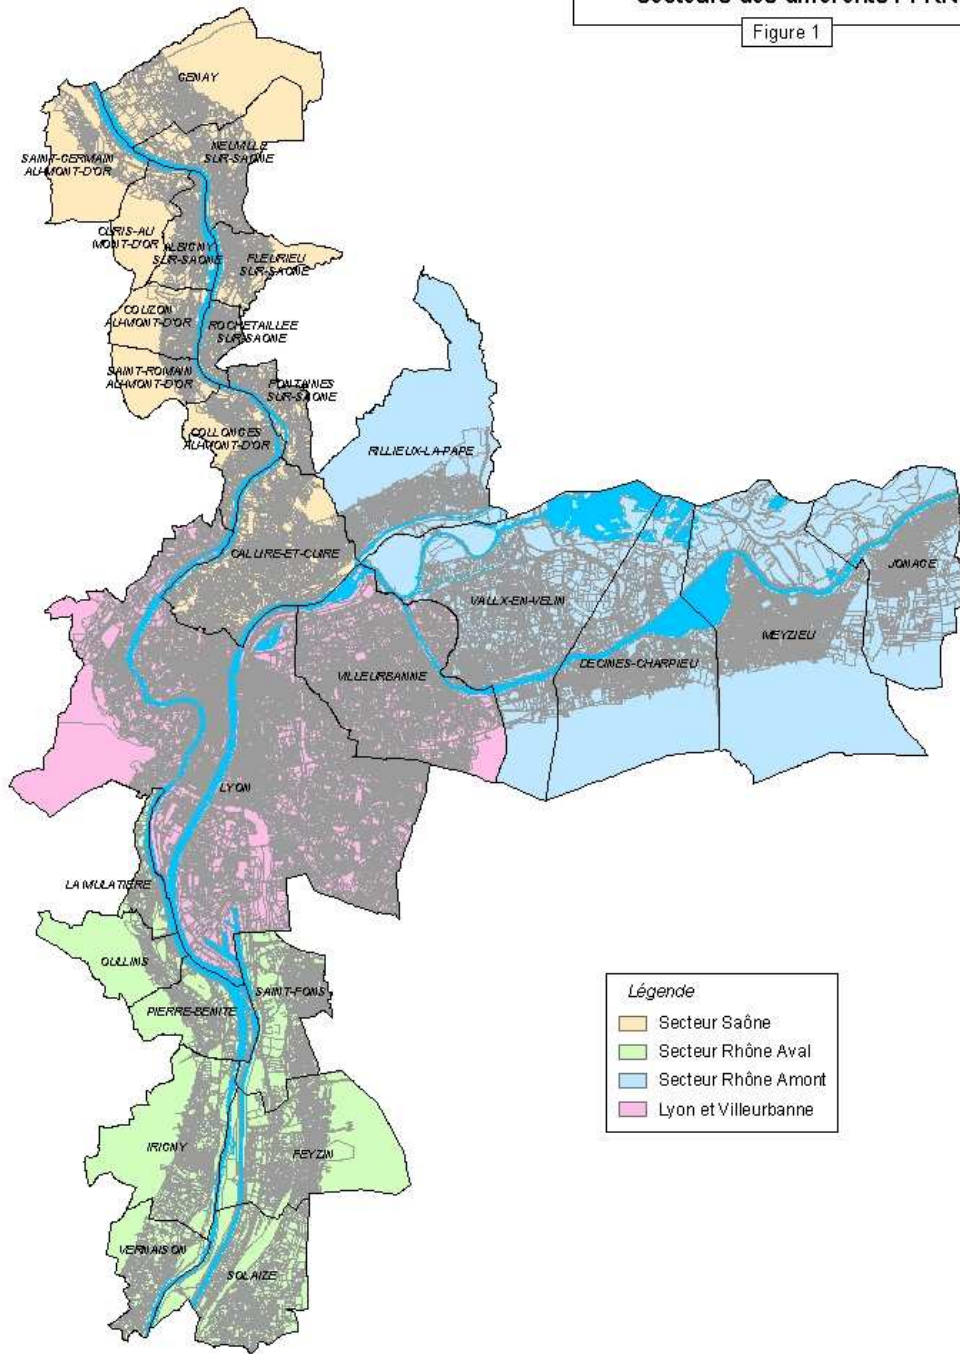 Figure 1
GENAY
NEUVILLE
SUR-SAONE
SAINT-GERMAIN
AU-MONT-D'OR
CURIS-AU
MONT-D'OR
ALBIGNY
SUR-SAONE
FLEURIEU
SUR-SAONE
COUZON
AU-MONT-D'OR
ROCHETAILLEE
SUR-SAONE
SAINT-ROMAIN
AU-MONT-D'OR
FONTAINES
SUR-SAONE
COLLONGES
AU-MONT-D'OR
RILLIEUX-LA-PAPE
CALUIRE-ET-CUIRE
VAULX-EN-VELIN
JONAGE
MEYZIEU
DECINES-CHARPIEU
VILLEURBANNE
LYON
LA MULATIERE
OULLINS
SAINT-FONS
PIERRE-BENITE
IRIGNY
FEYZIN
VERNAISON
SOLAIZE
Légende
Secteur Saône
Secteur Rhône Aval
Secteur Rhône Amont
Lyon et Villeurbanne